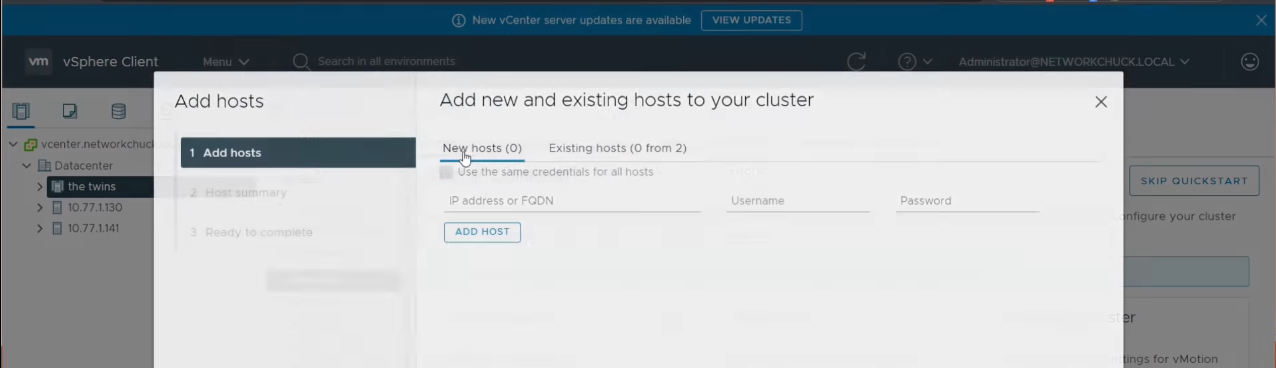 New vCenter server updates are available VIEW UPDATES
vm vSphere Client Menu Search in all environments Administrator@NETWORKCHUCK.LOCAL
Add hosts
Add new and existing hosts to your cluster
vcenter.networkchuck
Datacenter
the twins
10.77.1.130
10.77.1.141
1 Add hosts
2 Host summary
3 Ready to complete
New hosts (0) Existing hosts (0 from 2)
Use the same credentials for all hosts
IP address or FQDN Username Password
ADD HOST
SKIP QUICKSTART
configure your cluster
ster
ttings for vMotion